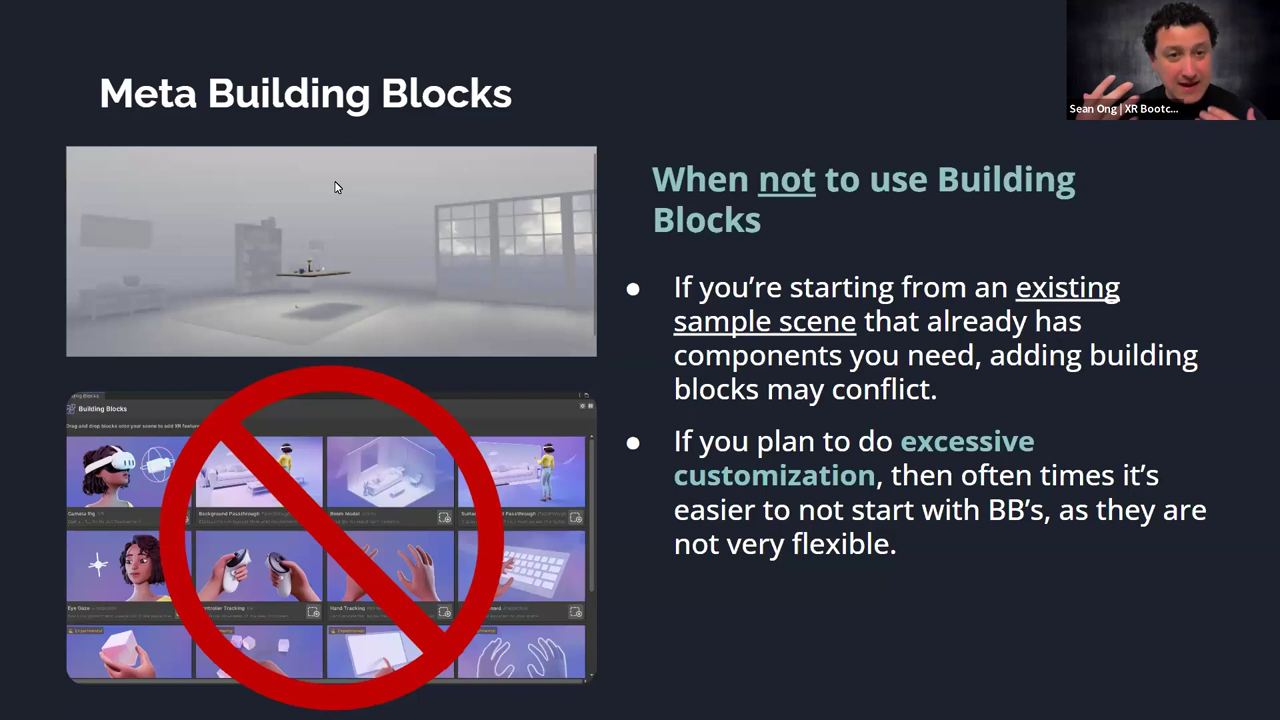 Sean Ong | XR Bootc...
Meta Building Blocks
When not to use Building
Blocks
● If you're starting from an existing
sample scene that already has
components you need, adding building
blocks may conflict.
● If you plan to do excessive
customization, then often times it's
easier to not start with BB's, as they are
not very flexible.
Building Blocks
Drag and drop blocks onto your scene to add XR feature
Camera Rig
Background Passthrough
Room Model
Passthrough
Eye Gaze
Controller Tracking
Hand Tracking
Experimental
Experimental